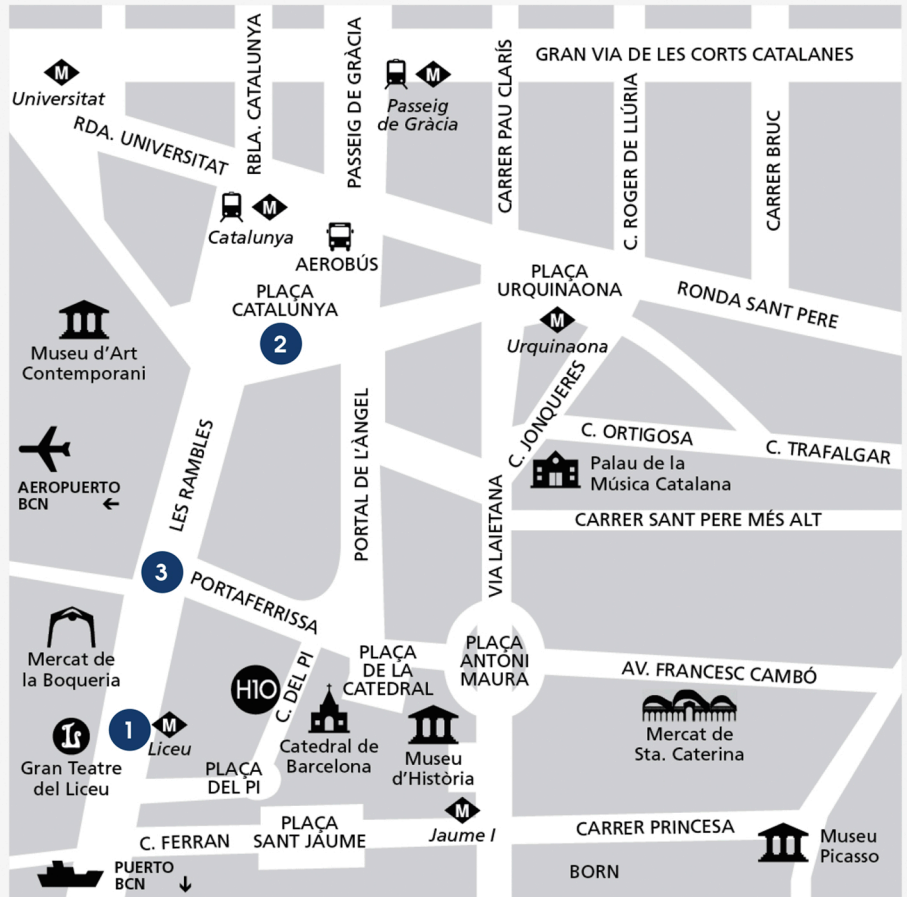 GRAN VIA DE LES CORTS CATALANES
RBLA. CATALUNYA
PASSEIG DE GRÀCIA
CARRER PAU CLARÍS
C. ROGER DE LLÚRIA
CARRER BRUC
M
Universitat
M
Passeig
de Gràcia
RDA. UNIVERSITAT
M
Catalunya
AEROBÚS
PLAÇA
CATALUNYA
2
PLAÇA
URQUINAONA
M
Urquinaona
RONDA SANT PERE
Museu d'Art
Contemporani
LES RAMBLES
PORTAL DE L'ÀNGEL
C. JONQUERES
C. ORTIGOSA
C. TRAFALGAR
AEROPUERTO
BCN
Palau de la
Música Catalana
VIA LAIETANA
CARRER SANT PERE MÉS ALT
3
PORTAFERRISSA
Mercat de
la Boqueria
H10
C. DEL PI
PLAÇA
DE LA
CATEDRAL
PLAÇA
ANTONI
MAURA
AV. FRANCESC CAMBÓ
1
M
Liceu
Gran Teatre
del Liceu
Catedral de
Barcelona
Museu
d'Història
Mercat de
Sta. Caterina
PLAÇA
DEL PI
C. FERRAN
PLAÇA
SANT JAUME
M
Jaume I
CARRER PRINCESA
Museu
Picasso
PUERTO
BCN
BORN